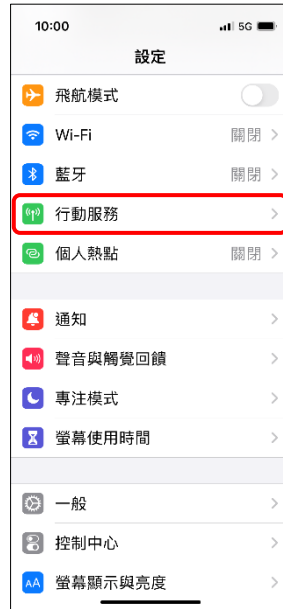 10:00 5G
設定
飛航模式
Wi-Fi 關閉
藍牙 關閉
行動服務
個人熱點 關閉
通知
聲音與觸覺回饋
專注模式
螢幕使用時間
一般
控制中心
AA 螢幕顯示與亮度